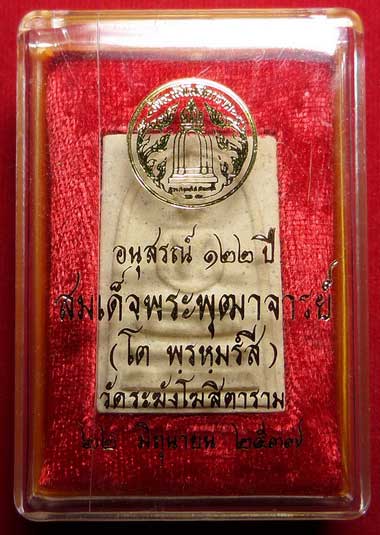 อนุสรณ์ ๑๒๒ ปี
สมเด็จพระพุฒาจารย์
(โต พฺรหฺมรํสี)
วัดระฆังโฆสิตาราม
๒๒ มิถุนายน ๒๕๓๗